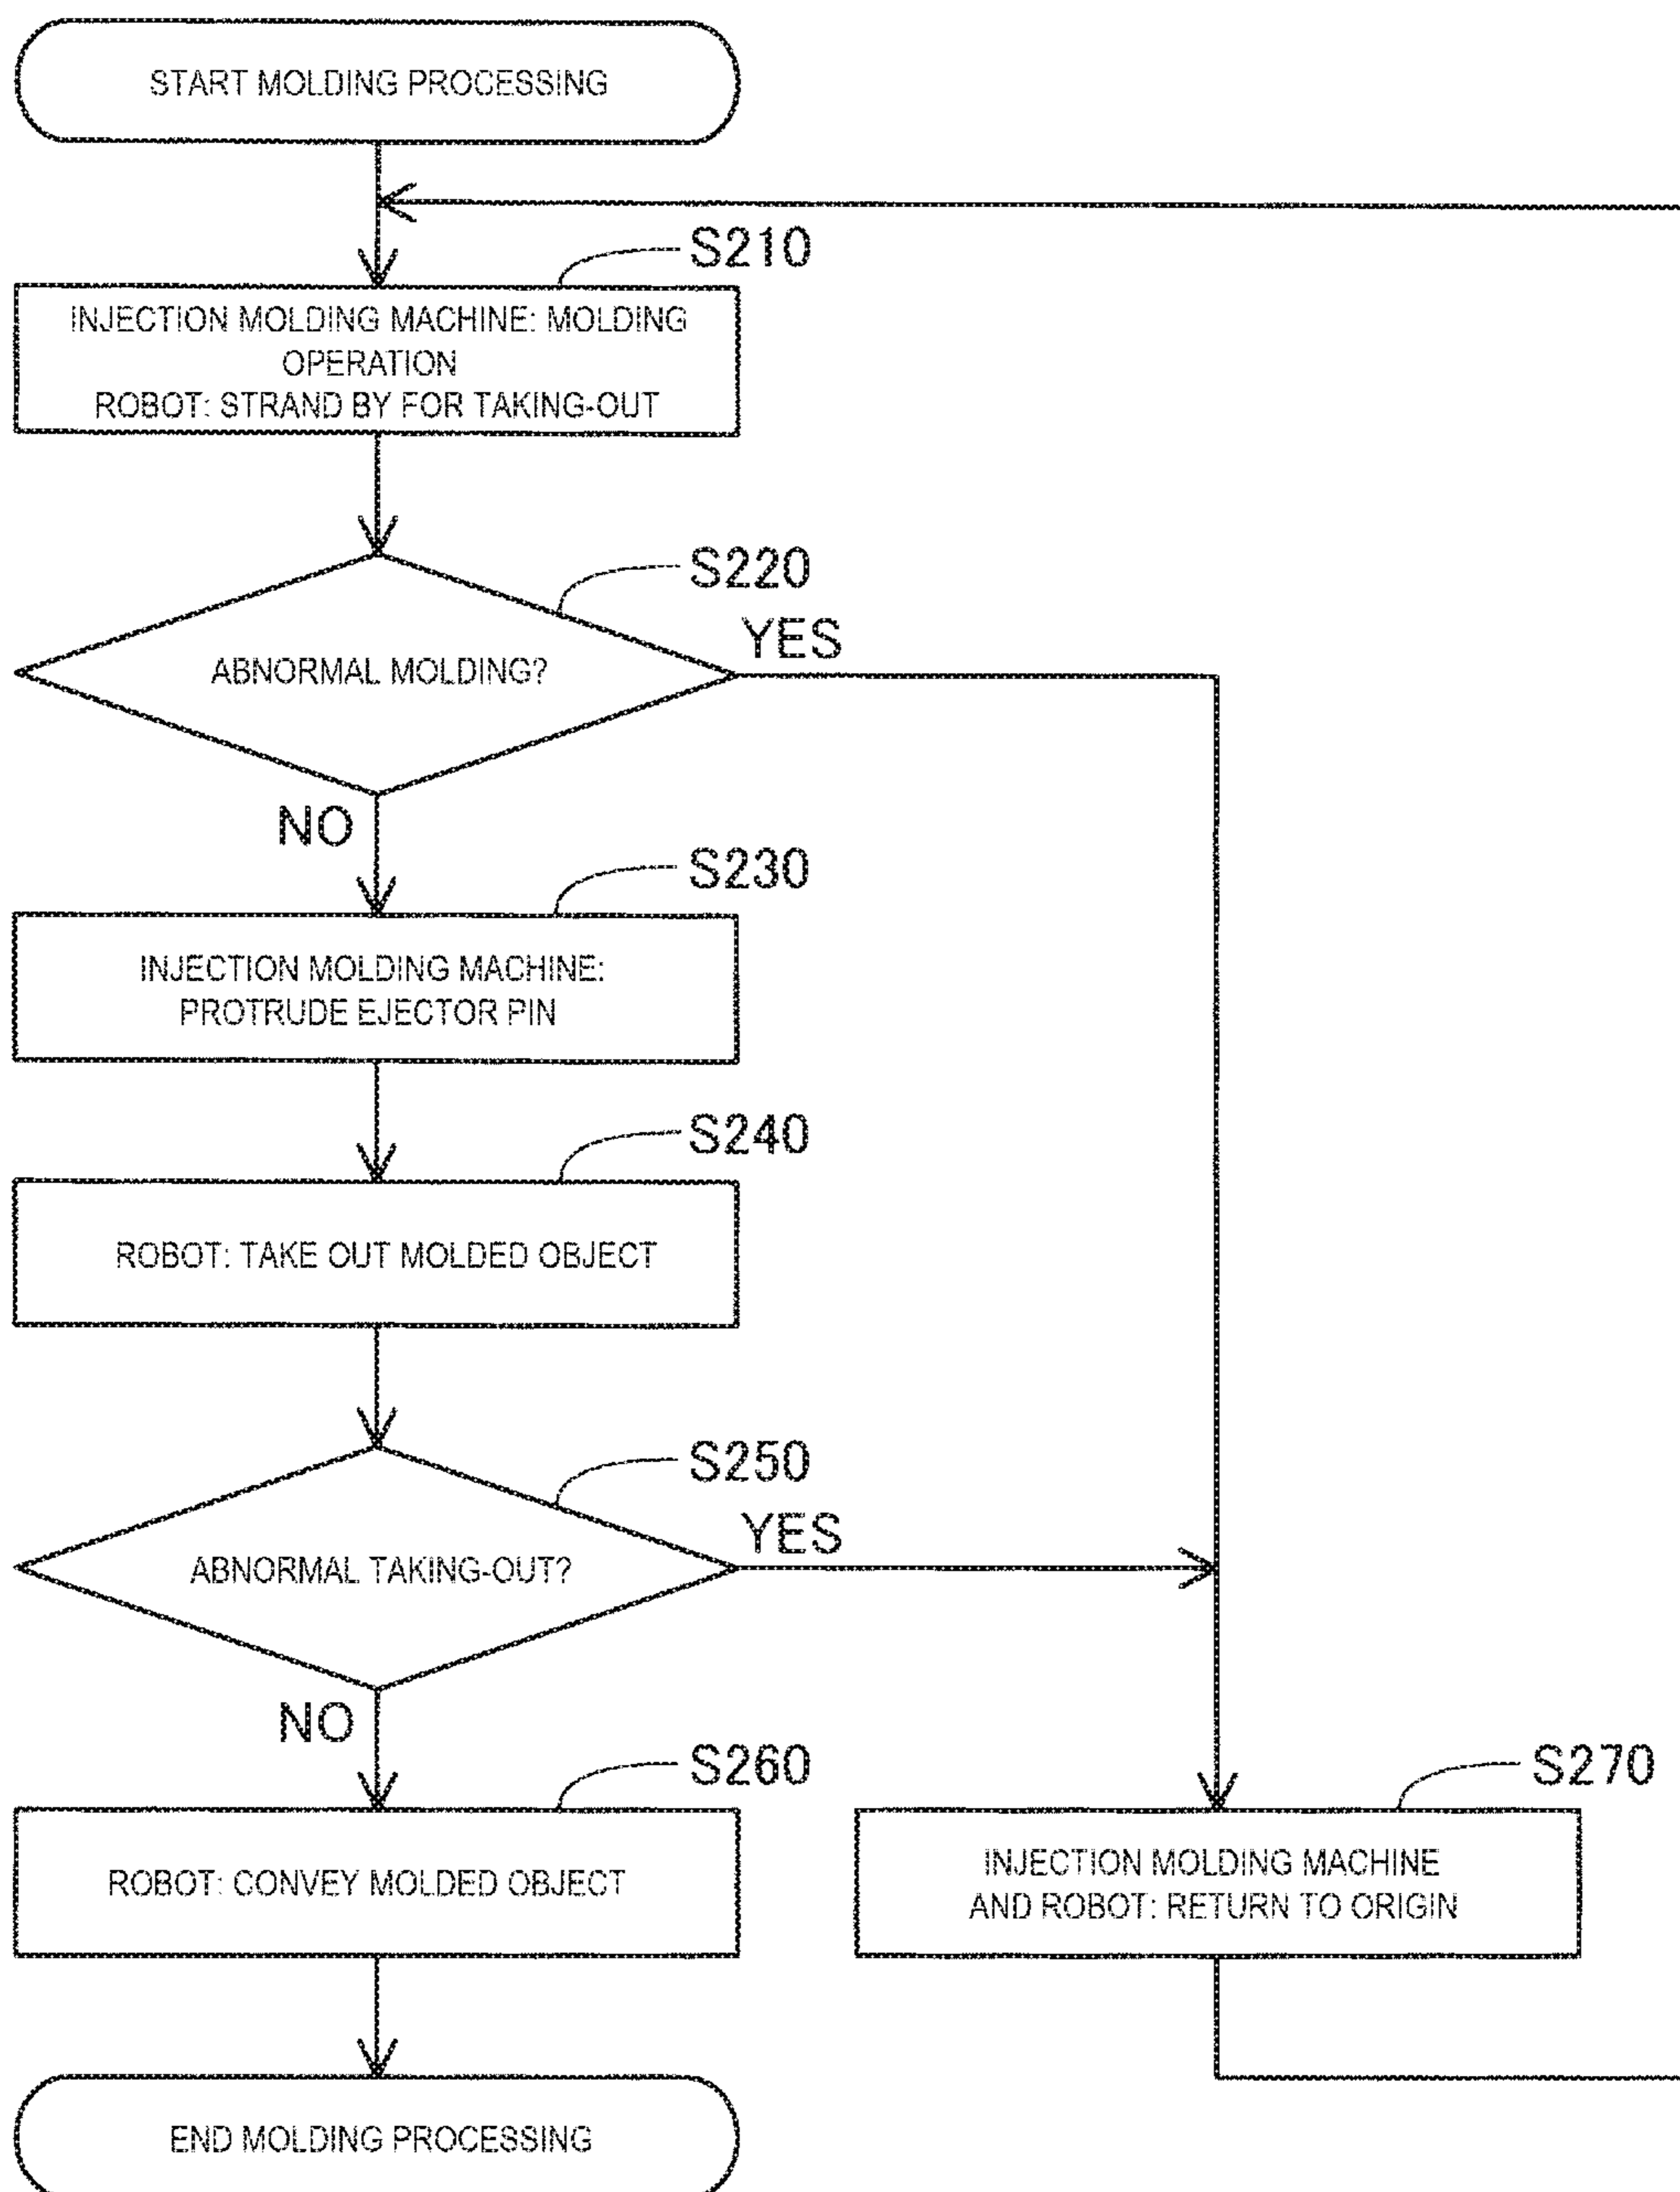 START MOLDING PROCESSING
S210
INJECTION MOLDING MACHINE: MOLDING
OPERATION
ROBOT: STRAND BY FOR TAKING-OUT
S220
ABNORMAL MOLDING?
YES
NO
S230
INJECTION MOLDING MACHINE:
PROTRUDE EJECTOR PIN
S240
ROBOT: TAKE OUT MOLDED OBJECT
S250
ABNORMAL TAKING-OUT?
YES
NO
S260
ROBOT: CONVEY MOLDED OBJECT
S270
INJECTION MOLDING MACHINE
AND ROBOT: RETURN TO ORIGIN
END MOLDING PROCESSING